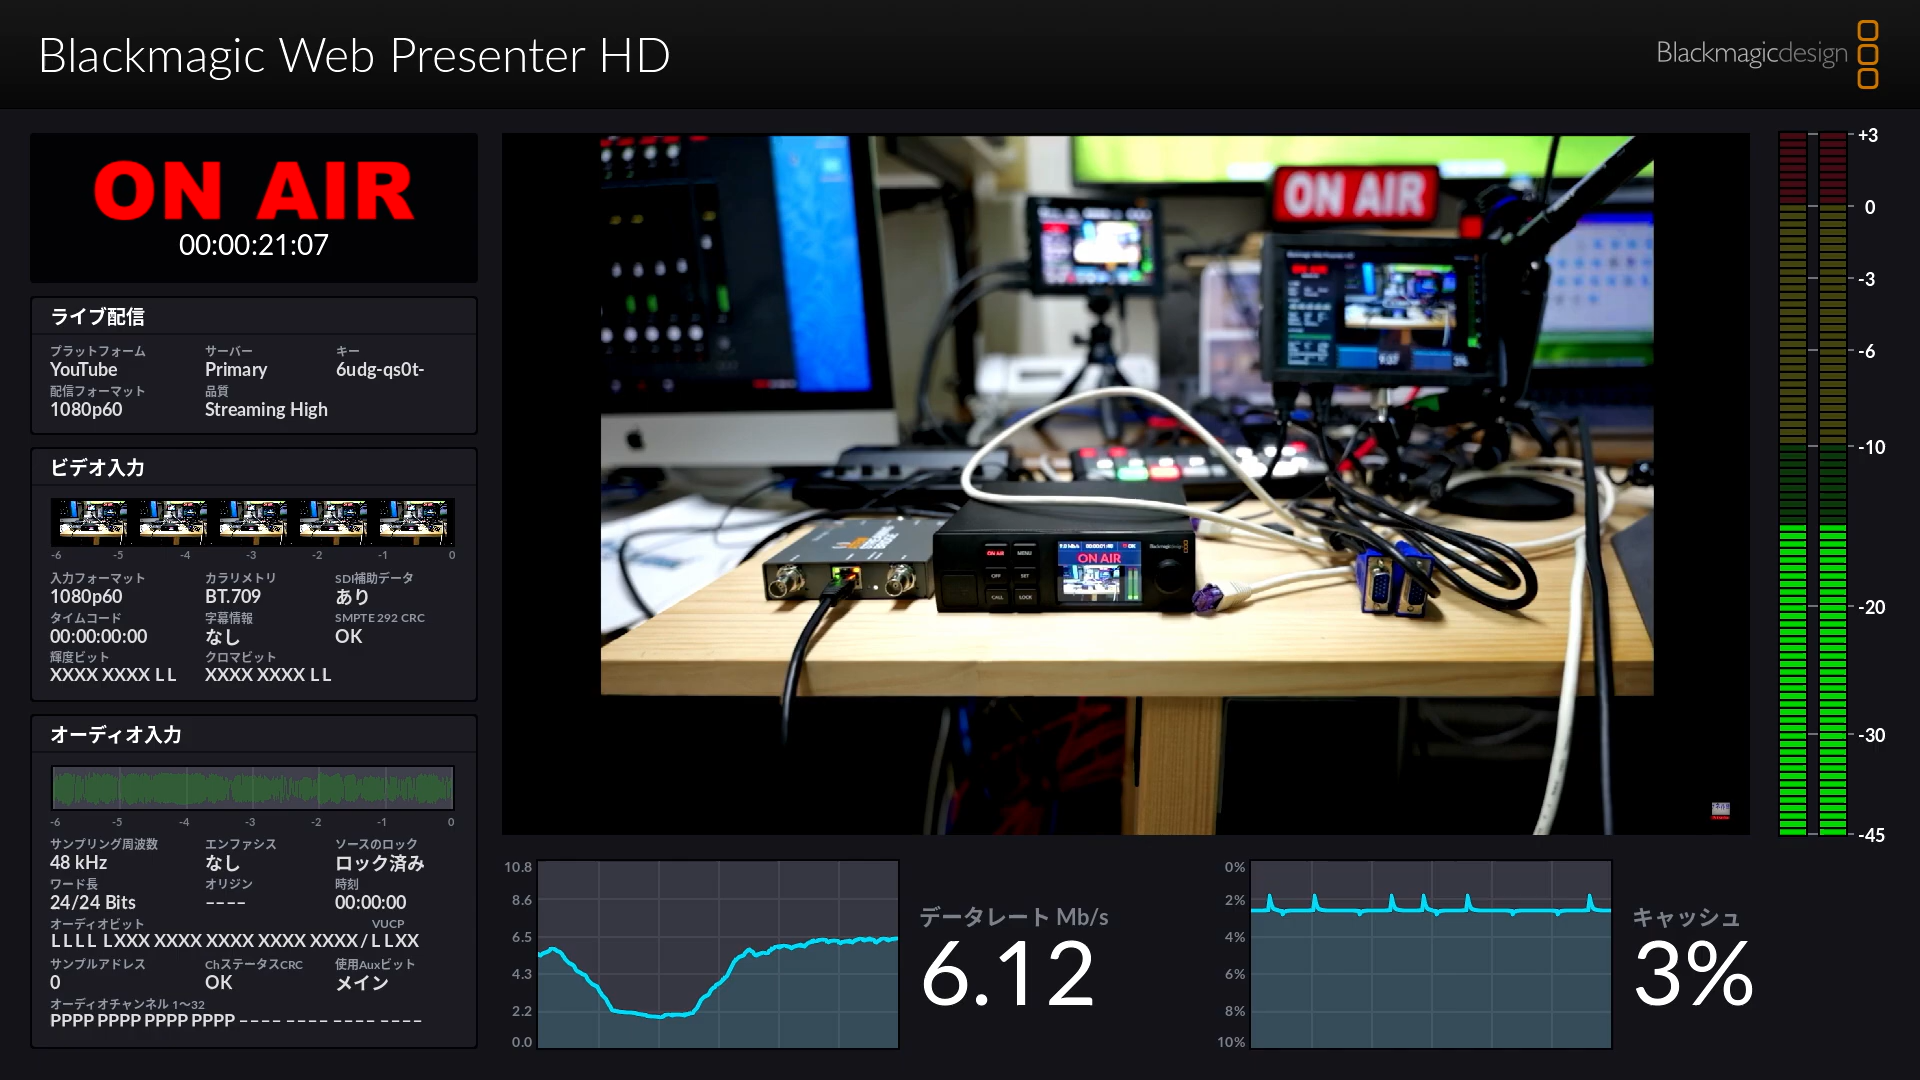 Blackmagic Web Presenter HD
Blackmagicdesign
ON AIR
00:00:21:07
ライブ配信
プラットフォーム サーバー キー
YouTube Primary 6udg-qs0t-
配信フォーマット 品質
1080p60 Streaming High
ビデオ入力
-6 -5 -4 -3 -2 -1 0
入力フォーマット カラリメトリ SDI補助データ
1080p60 BT.709 あり
タイムコード 字幕情報 SMPTE 292 CRC
00:00:00:00 なし OK
輝度ビット クロマビット
XXXX XXXX LL XXXX XXXX LL
オーディオ入力
-6 -5 -4 -3 -2 -1 0
サンプリング周波数 エンファシス ソースのロック
48 kHz なし ロック済み
ワード長 オリジン 時刻
24/24 Bits ---- 00:00:00
オーディオビット VUCP
LLLL LXXX XXXX XXXX XXXX XXXX / LLXX
サンプルアドレス ChステータスCRC 使用Auxビット
0 OK メイン
オーディオチャンネル 1〜32
PPPP PPPP PPPP PPPP ---- ---- ---- ----
ON AIR
ON AIR
MENU
OFF
SET
CALL
LOCK
ON AIR
Blackmagicdesign
+3
0
-3
-6
-10
-20
-30
-45
10.8
8.6
6.5
4.3
2.2
0.0
データレート Mb/s
6.12
0%
2%
4%
6%
8%
10%
キャッシュ
3%